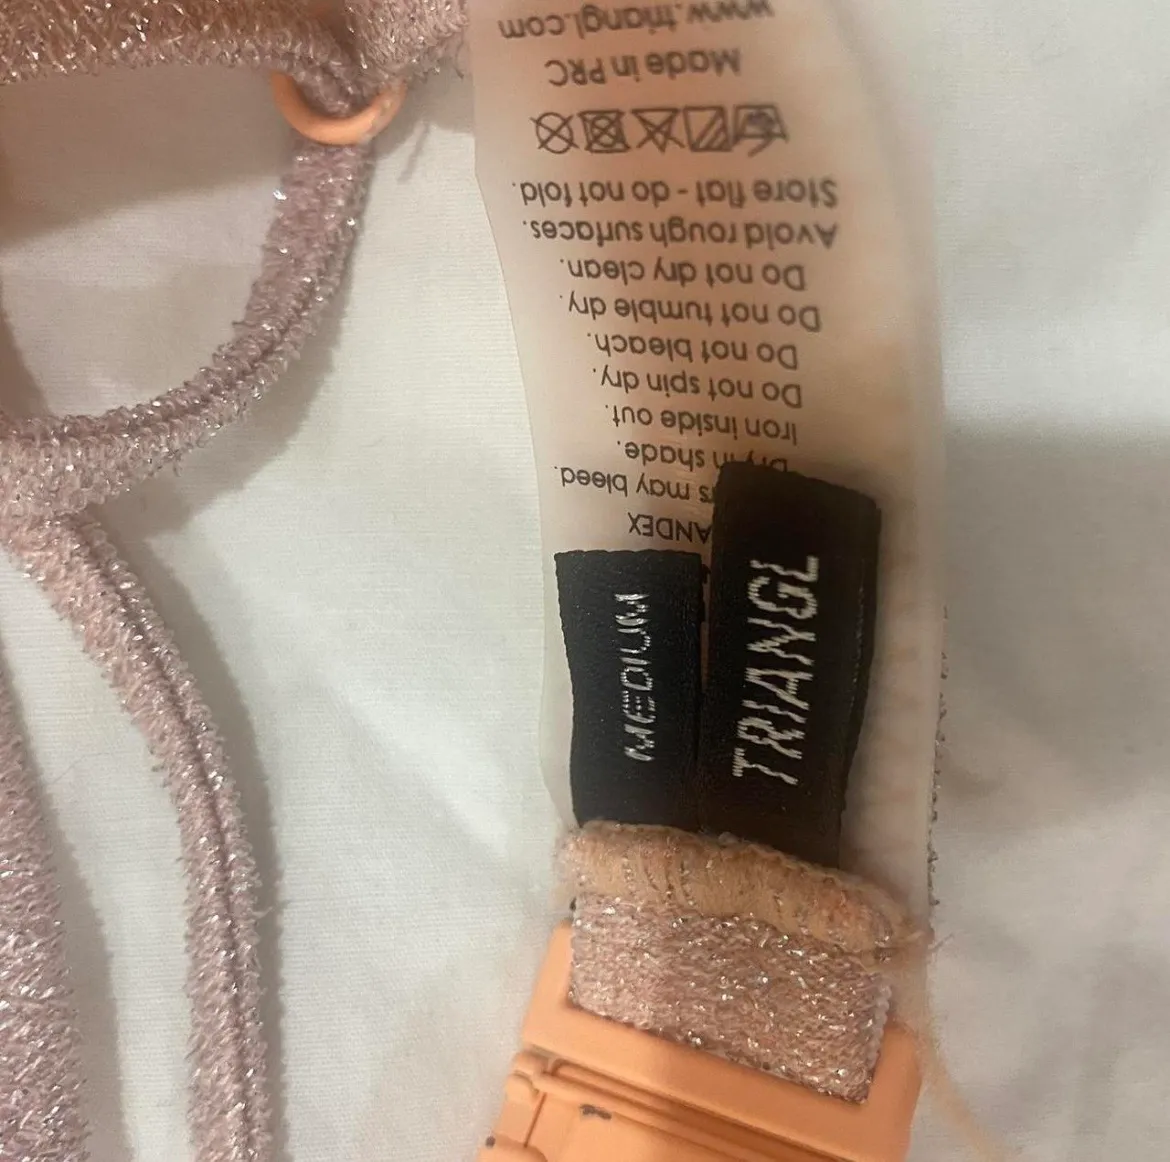 ANDEX
s may bleed.
Dry in shade.
Iron inside out.
Do not spin dry.
Do not bleach.
Do not tumble dry.
Do not dry clean.
Avoid rough surfaces.
Store flat - do not fold.
Made in PRC
www.triangl.com
MEDIUM
TRIANGL